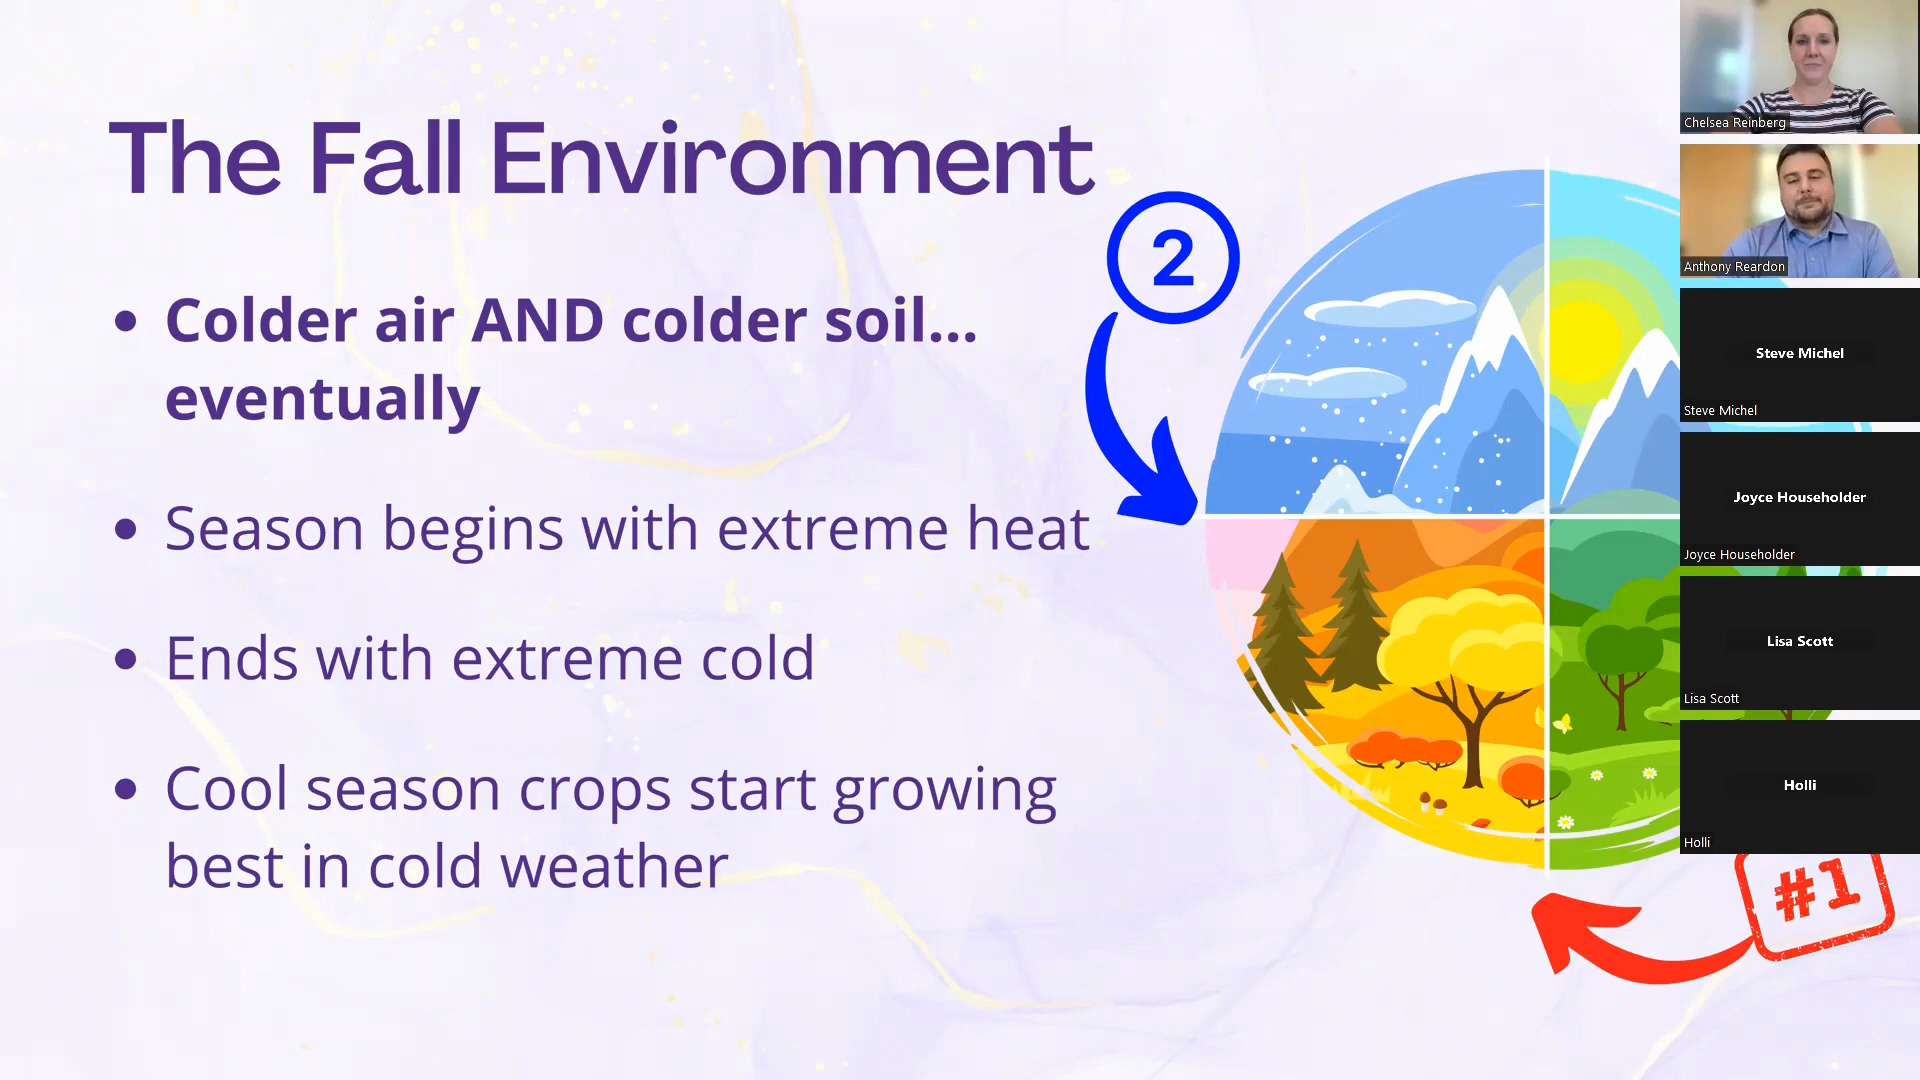 The Fall Environment
2
• Colder air AND colder soil...
eventually
• Season begins with extreme heat
• Ends with extreme cold
• Cool season crops start growing
best in cold weather
#1
Chelsea Reinberg
Anthony Reardon
Steve Michel
Steve Michel
Joyce Householder
Joyce Householder
Lisa Scott
Lisa Scott
Holli
Holli